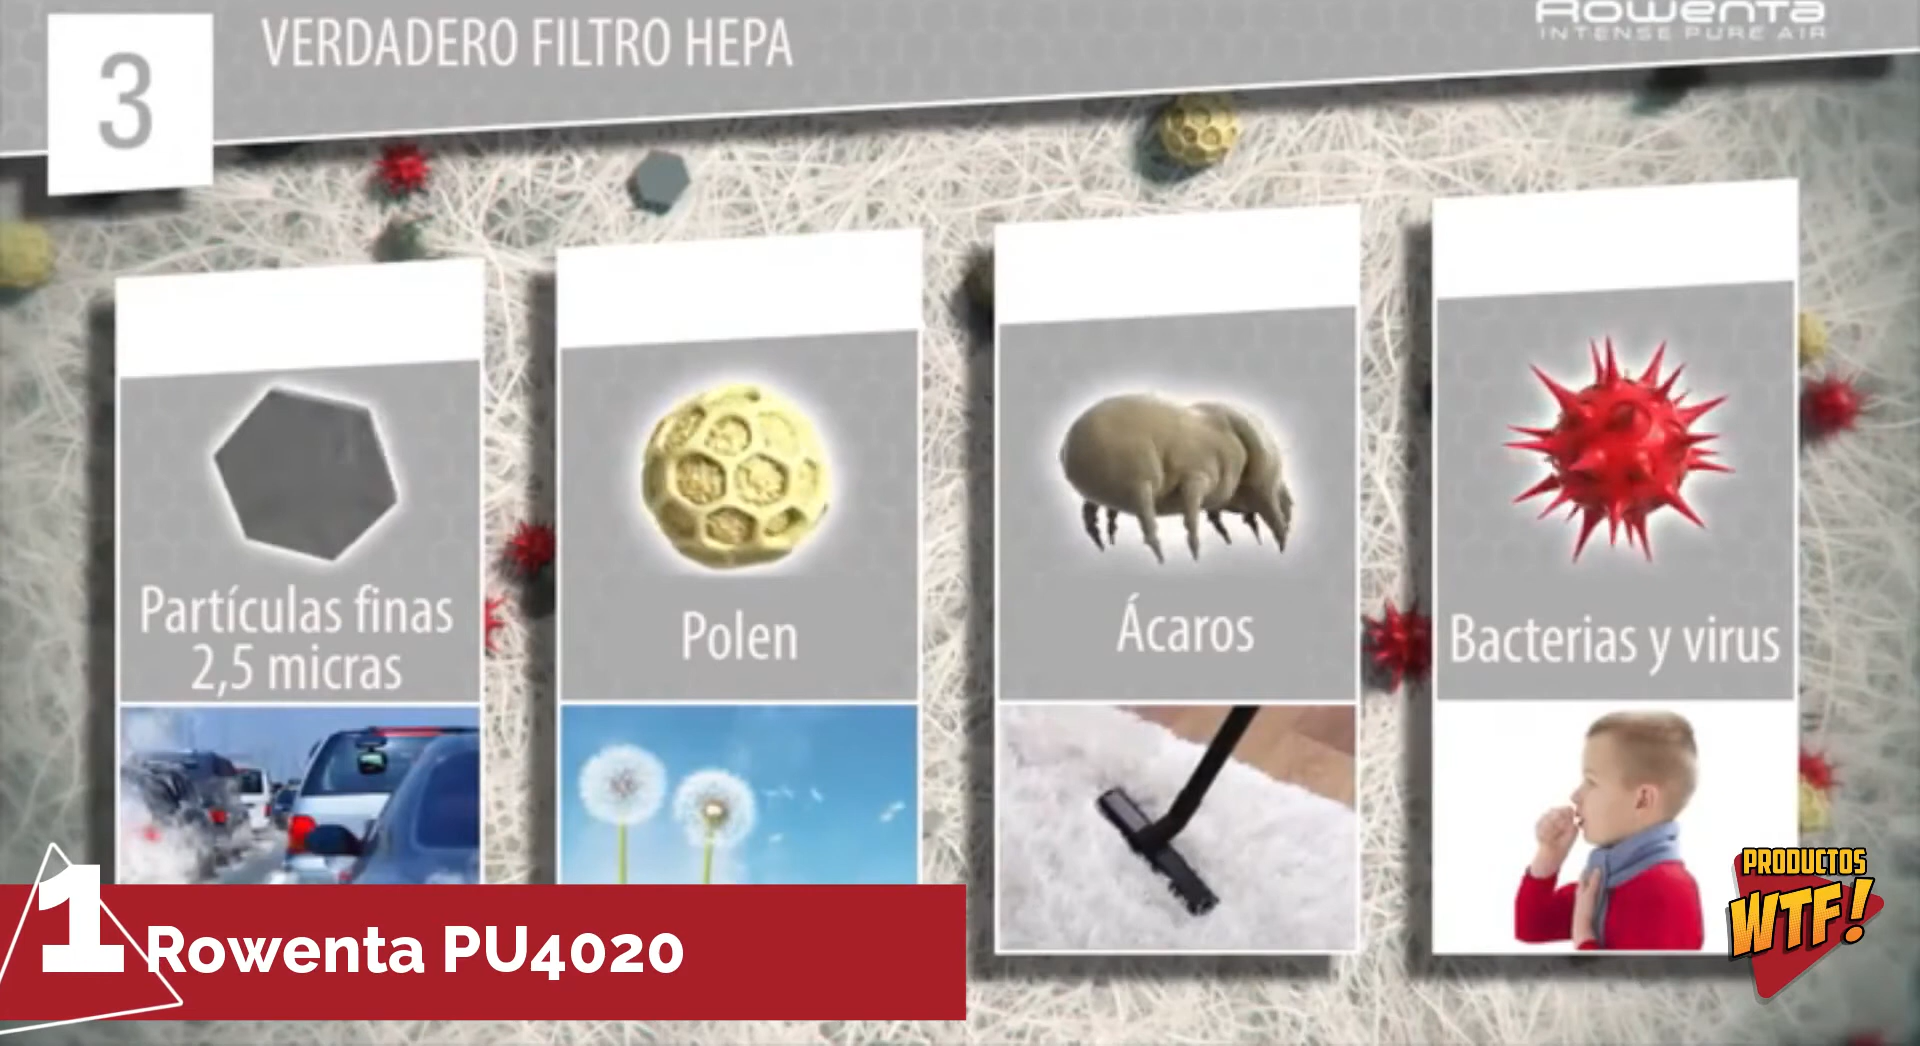 3
VERDADERO FILTRO HEPA
Rowenta
INTENSE PURE AIR
Partículas finas
2,5 micras
Polen
Ácaros
Bacterias y virus
1
Rowenta PU4020
PRODUCTOS
WTF!